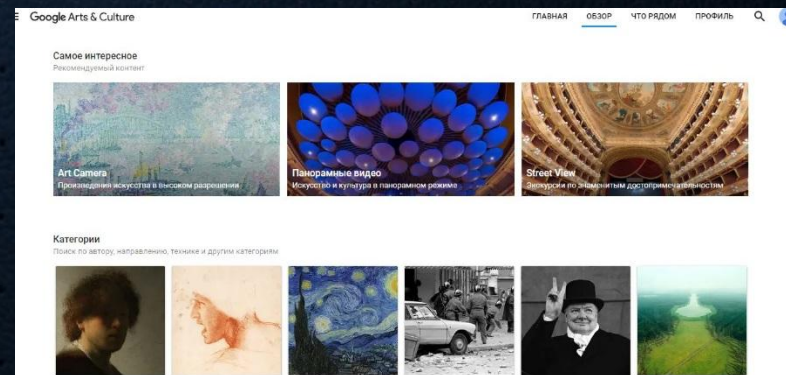 Google Arts & Culture
ГЛАВНАЯ ОБЗОР ЧТО РЯДОМ ПРОФИЛЬ
Самое интересное
Рекомендуемый контент
Art Camera
Произведения искусства в высоком разрешении
Панорамные видео
Искусство и культура в панорамном режиме
Street View
Экскурсии по знаменитым достопримечательностям
Категории
Поиск по автору, направлению, технике и другим категориям